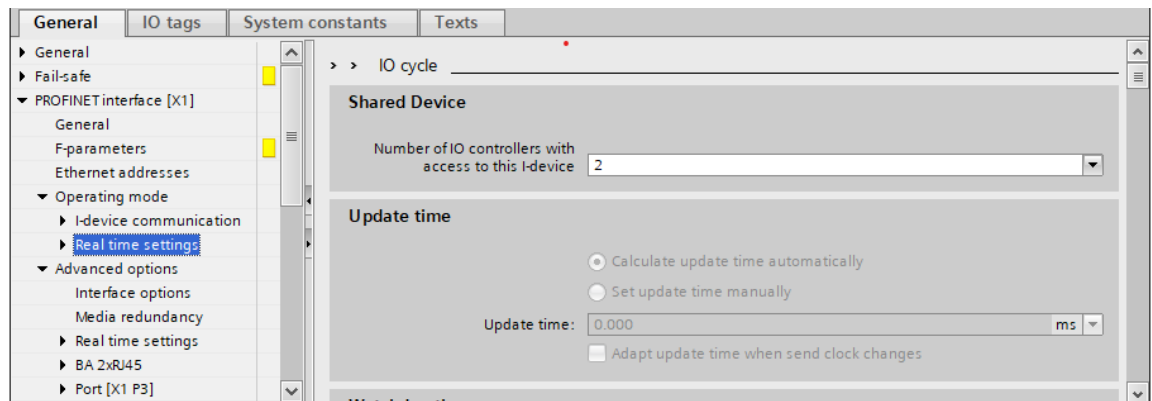 General IO tags System constants Texts
General
Fail-safe
PROFINET interface [X1]
General
F-parameters
Ethernet addresses
Operating mode
I-device communication
Real time settings
Advanced options
Interface options
Media redundancy
Real time settings
BA 2xRJ45
Port [X1 P3]
> > IO cycle
Shared Device
Number of IO controllers with
access to this I-device 2
Update time
Calculate update time automatically
Set update time manually
Update time: 0.000 ms
Adapt update time when send clock changes